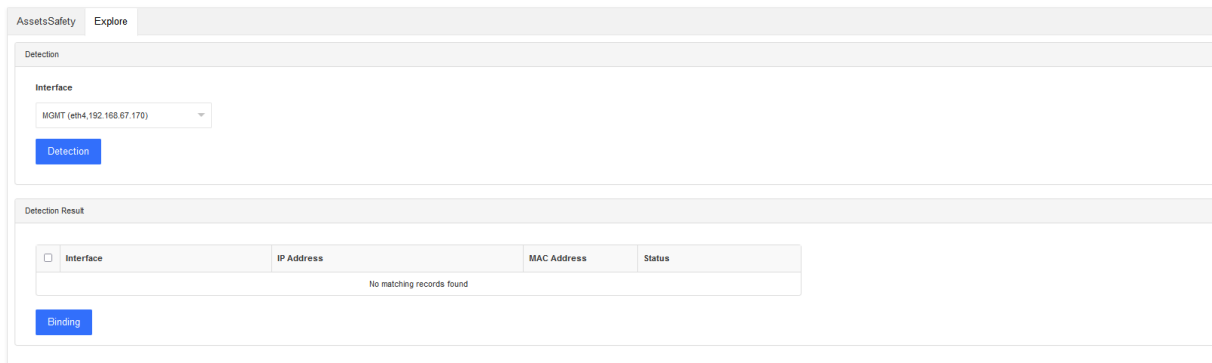 AssetsSafety Explore
Detection
Interface
MGMT (eth4,192.168.67.170)
Detection
Detection Result
Interface IP Address MAC Address Status
No matching records found
Binding